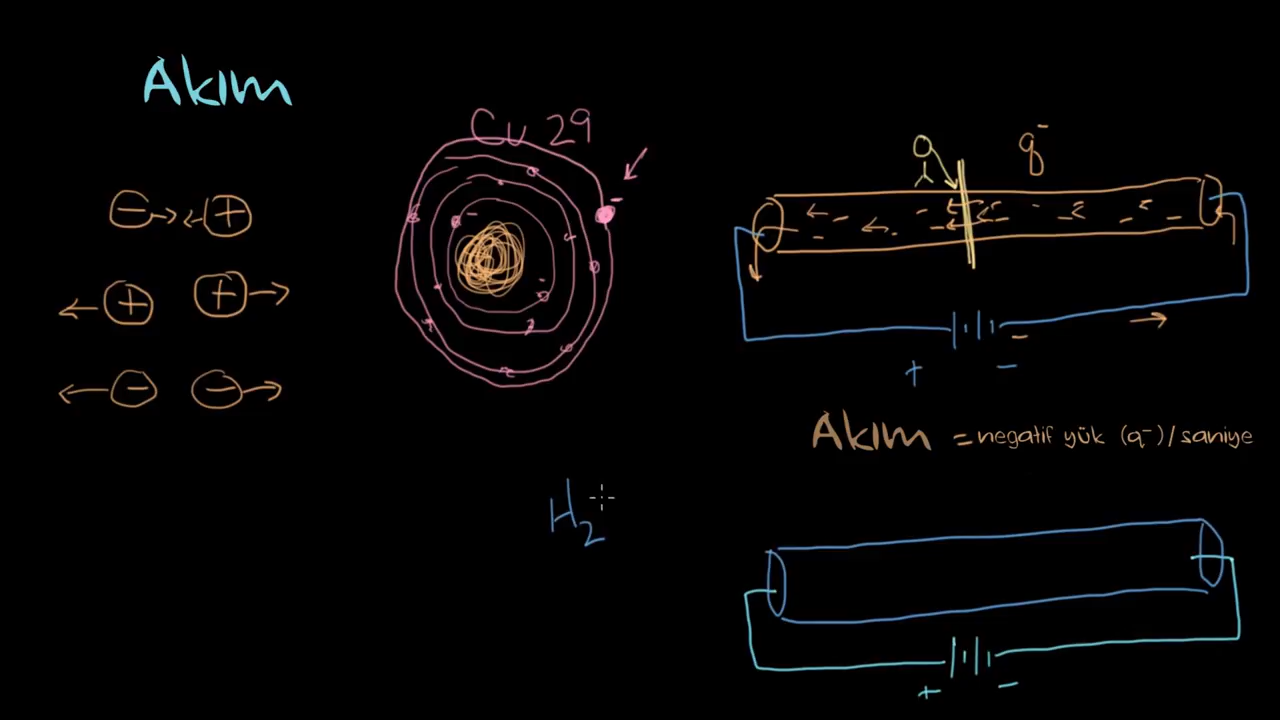 Akım
Cu 29
q⁻
− +
+ +
− −
+ −
Akım = negatif yük (q⁻)/saniye
H₂
+ −